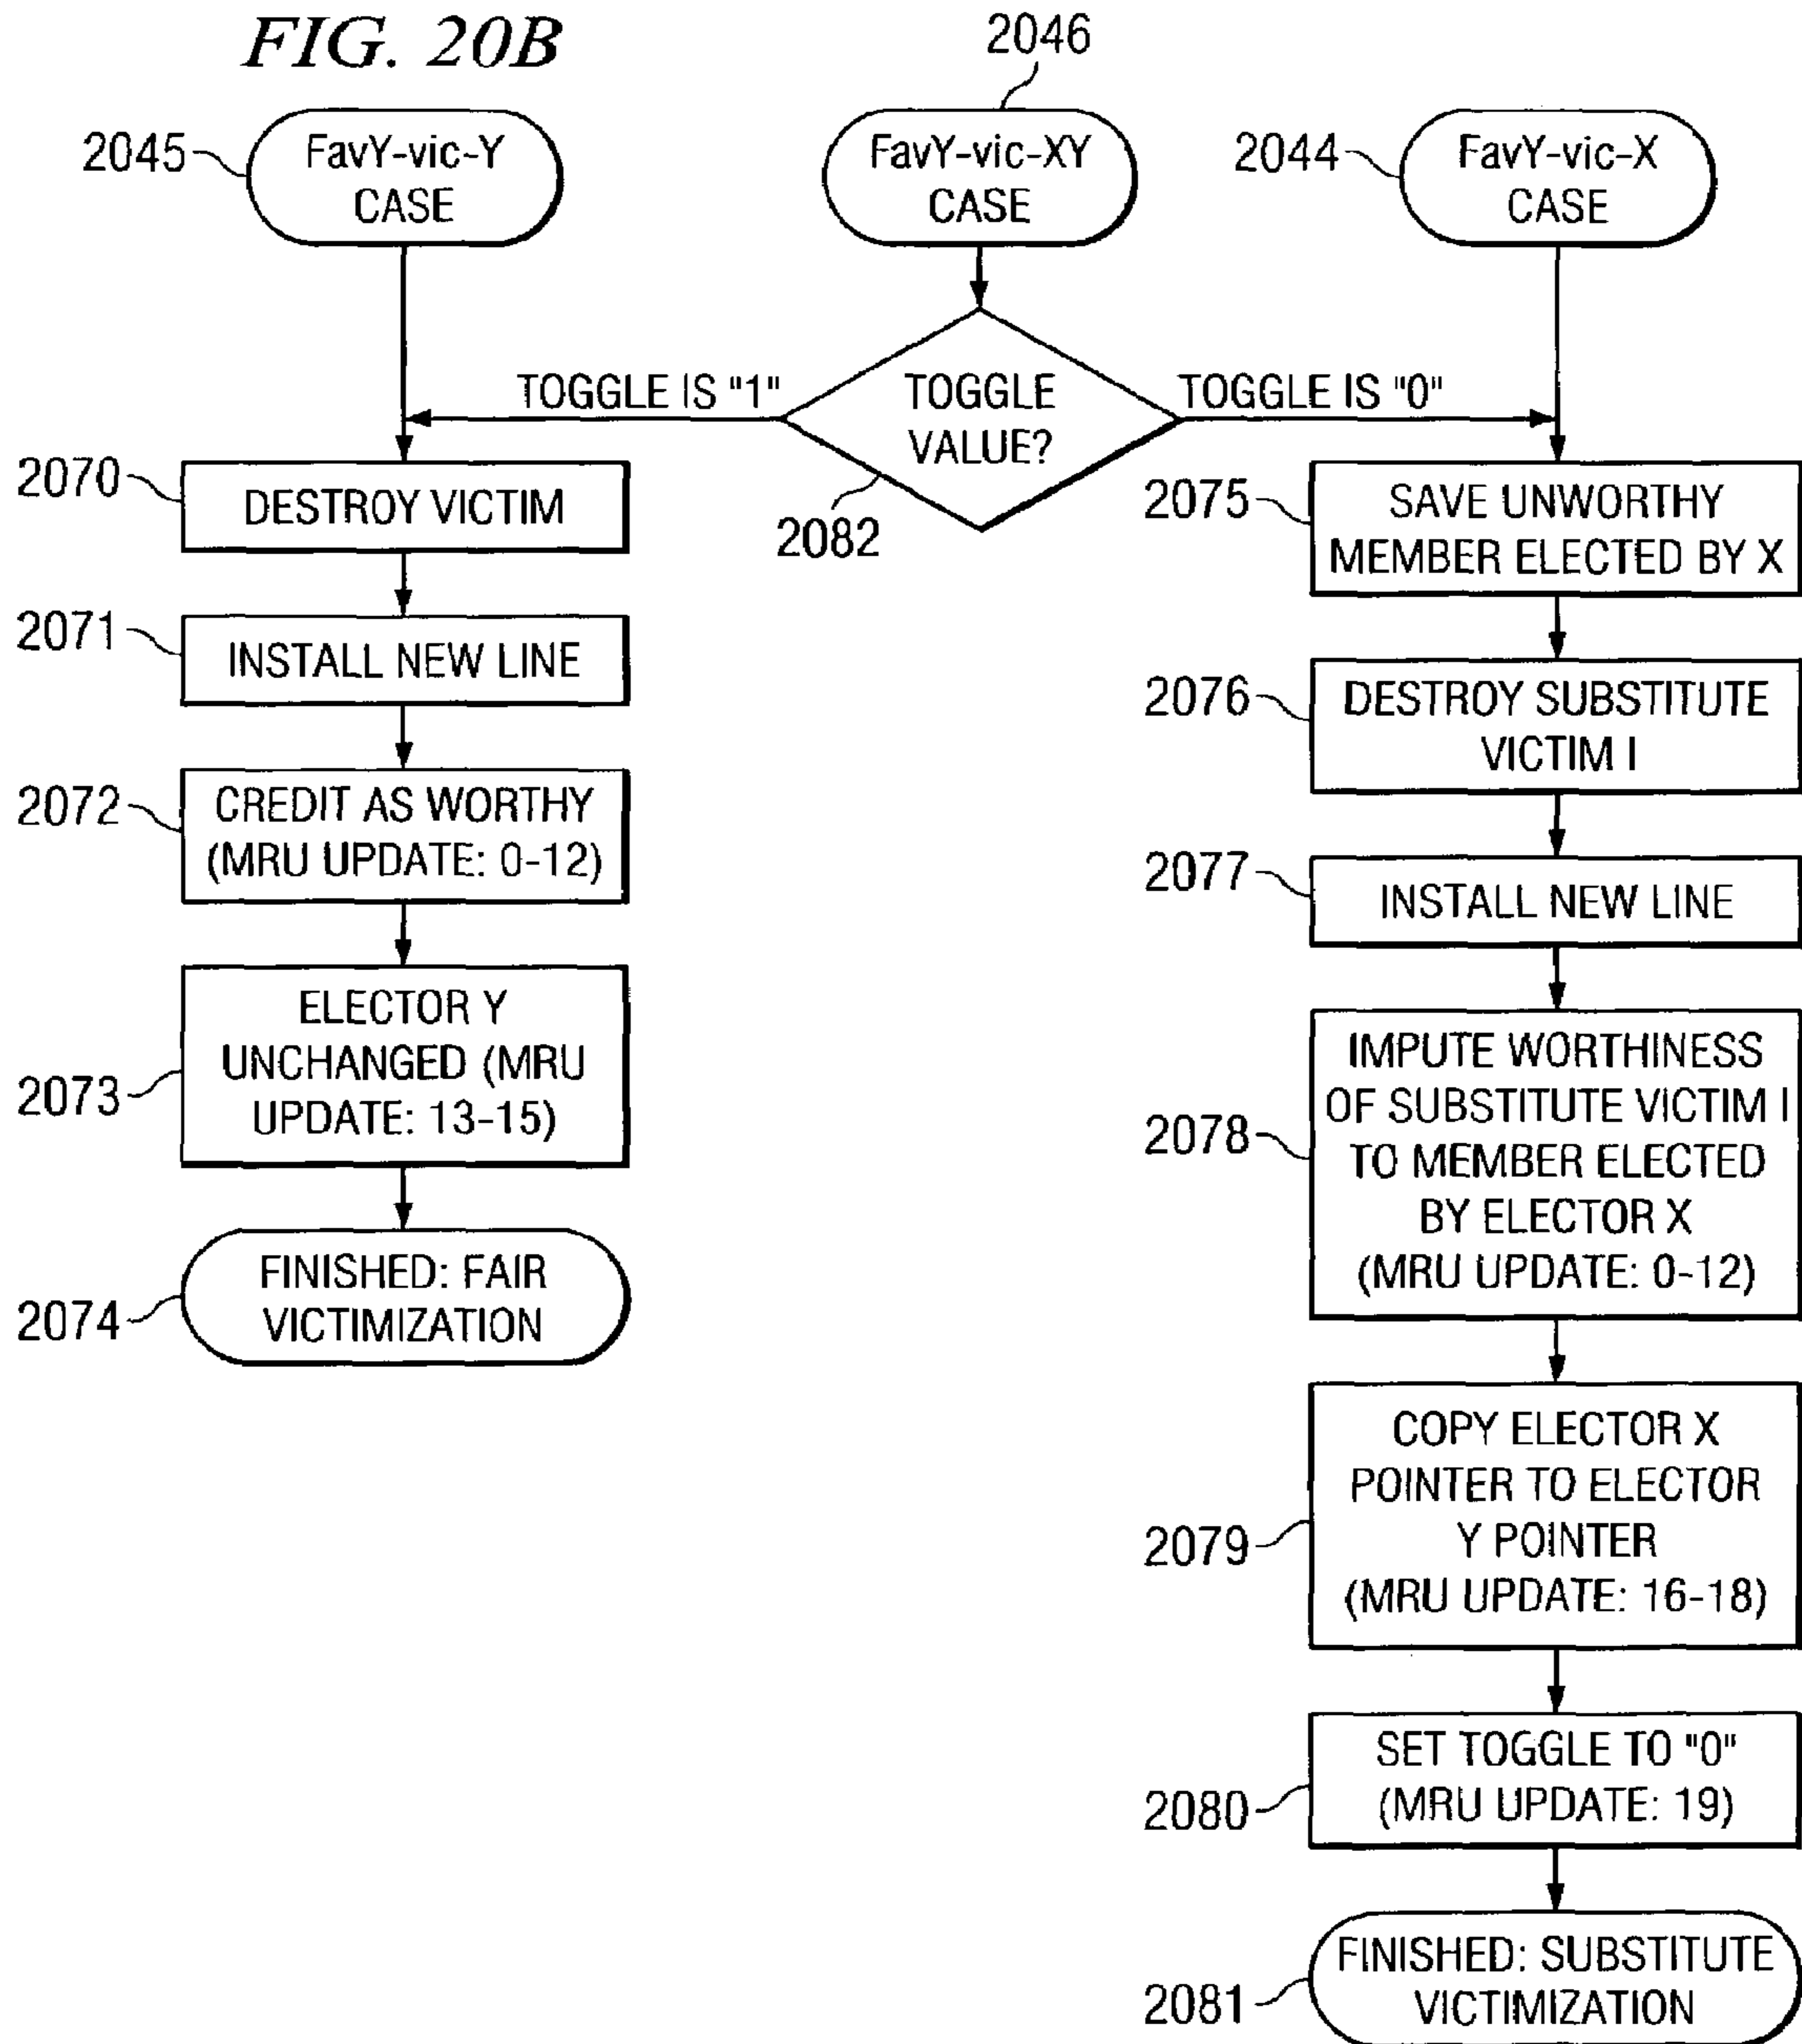 FIG. 20B
2046
2045
FavY-vic-Y
CASE
FavY-vic-XY
CASE
2044
FavY-vic-X
CASE
TOGGLE IS "1"
TOGGLE
VALUE?
TOGGLE IS "0"
2082
2070
DESTROY VICTIM
2071
INSTALL NEW LINE
2072
CREDIT AS WORTHY
(MRU UPDATE: 0-12)
2073
ELECTOR Y
UNCHANGED (MRU
UPDATE: 13-15)
2074
FINISHED: FAIR
VICTIMIZATION
2075
SAVE UNWORTHY
MEMBER ELECTED BY X
2076
DESTROY SUBSTITUTE
VICTIM I
2077
INSTALL NEW LINE
2078
IMPUTE WORTHINESS
OF SUBSTITUTE VICTIM I
TO MEMBER ELECTED
BY ELECTOR X
(MRU UPDATE: 0-12)
2079
COPY ELECTOR X
POINTER TO ELECTOR
Y POINTER
(MRU UPDATE: 16-18)
2080
SET TOGGLE TO "0"
(MRU UPDATE: 19)
2081
FINISHED: SUBSTITUTE
VICTIMIZATION